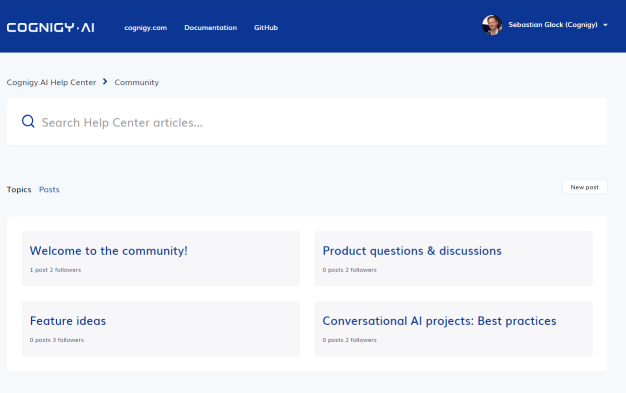 COGNIGY·AI cognigy.com Documentation GitHub Sebastian Glock (Cognigy)
Cognigy.AI Help Center Community
Search Help Center articles...
Topics Posts New post
Welcome to the community!
1 post 2 followers
Product questions & discussions
0 posts 2 followers
Feature ideas
0 posts 3 followers
Conversational AI projects: Best practices
0 posts 2 followers